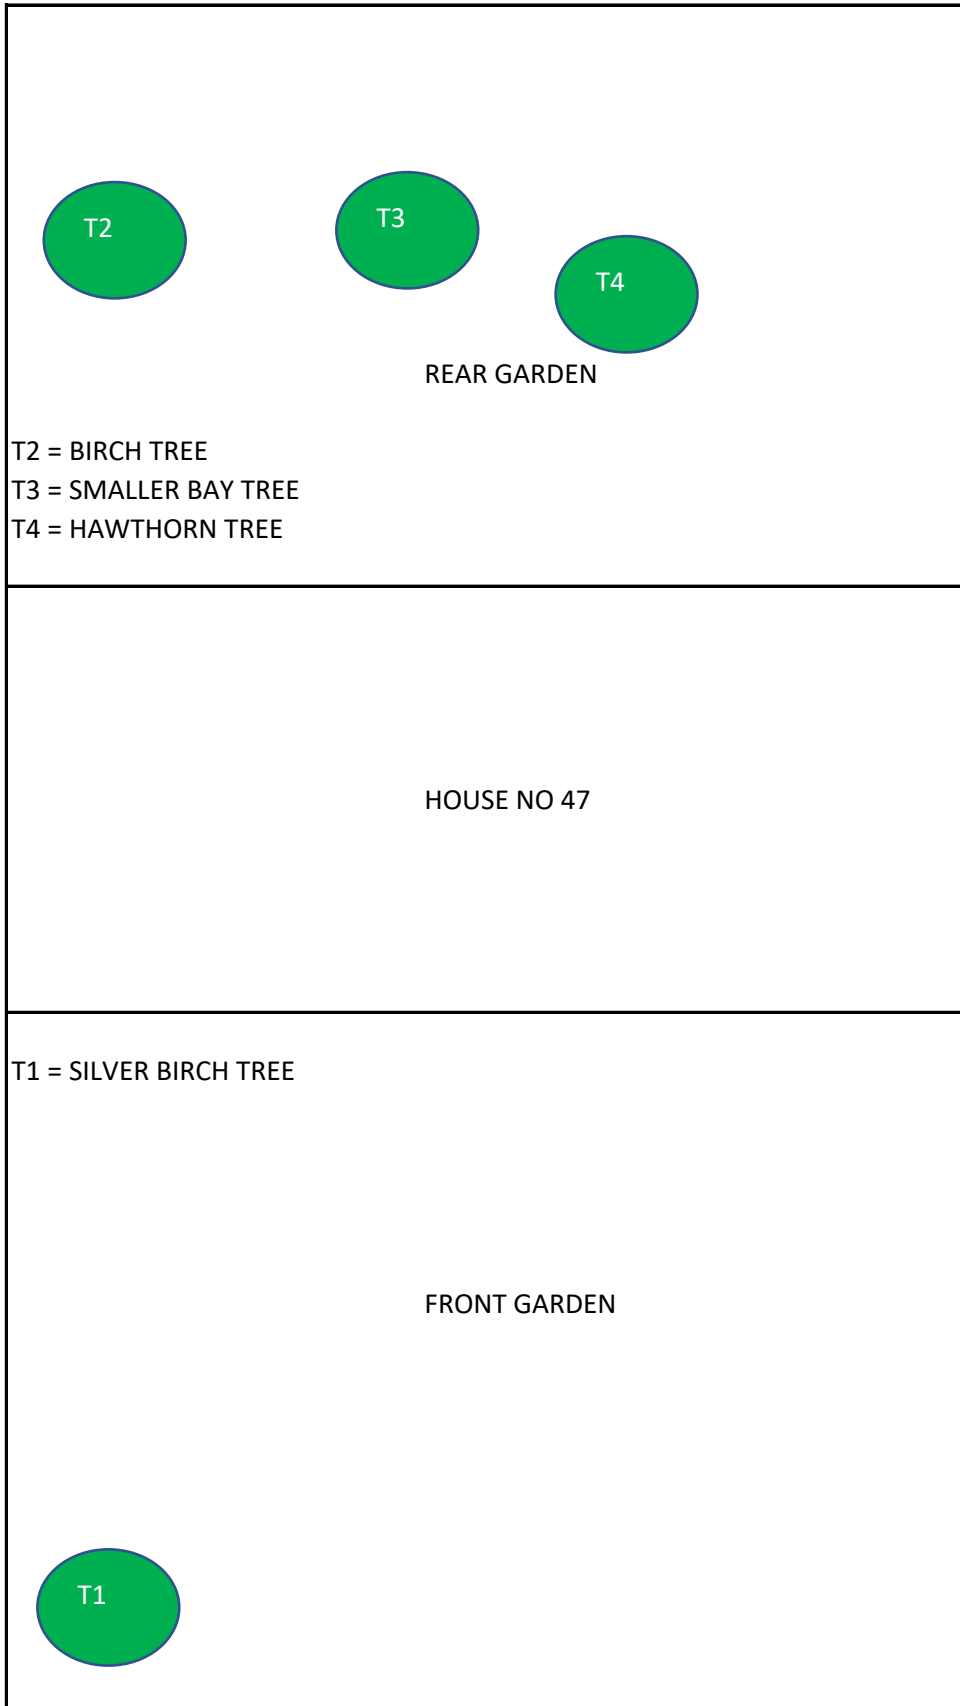 T2
T3
T4
REAR GARDEN
T2 = BIRCH TREE
T3 = SMALLER BAY TREE
T4 = HAWTHORN TREE
HOUSE NO 47
T1 = SILVER BIRCH TREE
FRONT GARDEN
T1